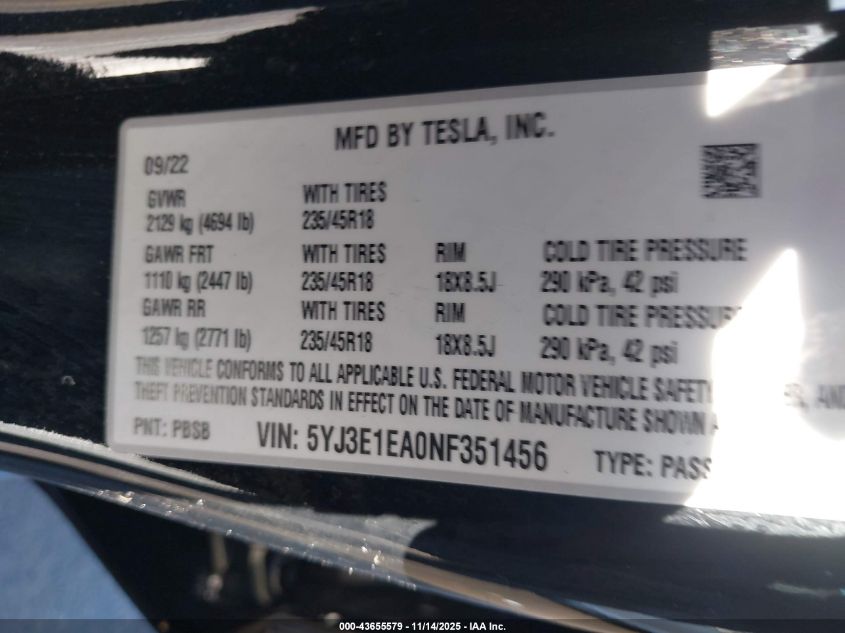 MFD BY TESLA, INC.
09/22
GVWR WITH TIRES
2129 kg (4694 lb) 235/45R18
GAWR FRT WITH TIRES RIM COLD TIRE PRESSURE
1110 kg (2447 lb) 235/45R18 18X8.5J 290 kPa, 42 psi
GAWR RR WITH TIRES RIM COLD TIRE PRESSUR
1257 kg (2771 lb) 235/45R18 18X8.5J 290 kPa, 42 psi
THIS VEHICLE CONFORMS TO ALL APPLICABLE U.S. FEDERAL MOTOR VEHICLE SAFETY AND
THEFT PREVENTION STANDARDS IN EFFECT ON THE DATE OF MANUFACTURE SHOWN
PNT: PBSB VIN: 5YJ3E1EA0NF351456 TYPE: PASS
000-43655579 - 11/14/2025 - IAA Inc.